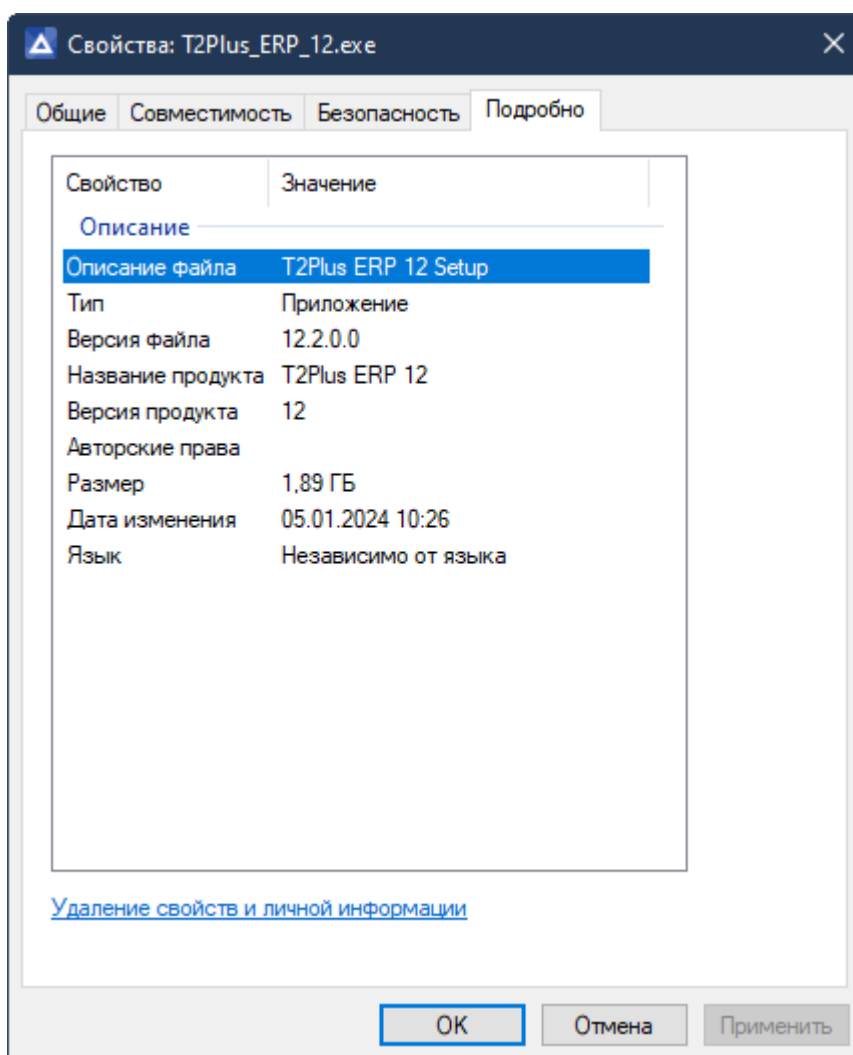 Свойства: T2Plus_ERP_12.exe
Общие Совместимость Безопасность Подробно
Свойство Значение
Описание
Описание файла T2Plus ERP 12 Setup
Тип Приложение
Версия файла 12.2.0.0
Название продукта T2Plus ERP 12
Версия продукта 12
Авторские права
Размер 1,89 ГБ
Дата изменения 05.01.2024 10:26
Язык Независимо от языка
Удаление свойств и личной информации
OK Отмена Применить